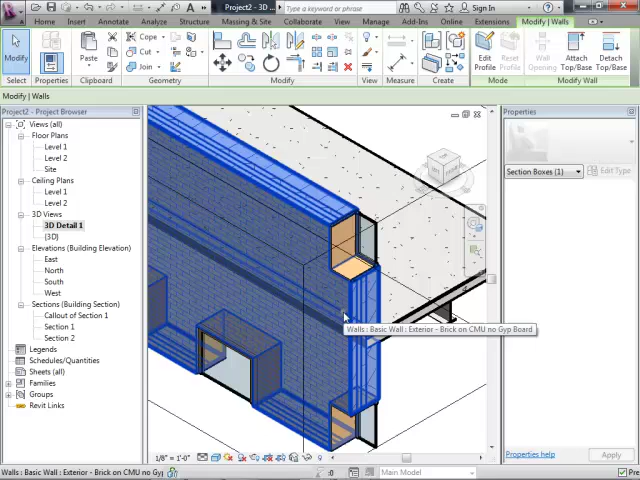 Project2 - 3D ...
Type a keyword or phrase
Sign In
Home Insert Annotate Analyze Structure Massing & Site Collaborate View Manage Add-Ins Online Extensions Modify | Walls
Modify
Properties
Paste
Cope
Cut
Join
Edit Profile
Reset Profile
Wall Opening
Attach Top/Base
Detach Top/Base
Select Properties Clipboard Geometry Modify View Measure Create Mode Modify Wall
Modify | Walls
Project2 - Project Browser
Properties
Views (all)
Floor Plans
Level 1
Level 2
Site
Ceiling Plans
Level 1
Level 2
3D Views
3D Detail 1
{3D}
Elevations (Building Elevation)
East
North
South
West
Sections (Building Section)
Callout of Section 1
Section 1
Section 2
Legends
Schedules/Quantities
Sheets (all)
Families
Groups
Revit Links
Section Boxes (1)
Edit Type
Walls : Basic Wall : Exterior - Brick on CMU no Gyp Board
1/8" = 1'-0"
Properties help
Apply
Walls : Basic Wall : Exterior - Brick on CMU no Gyp
:0
Main Model
Pre